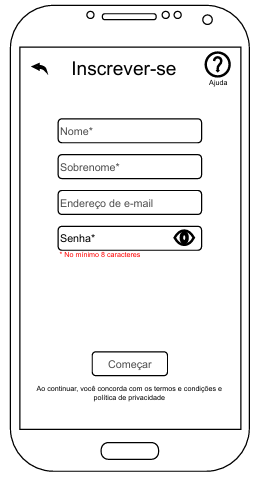 Inscrever-se
Ajuda
Nome*
Sobrenome*
Endereço de e-mail
Senha*
* No mínimo 8 caracteres
Começar
Ao continuar, você concorda com os termos e condições e
política de privacidade